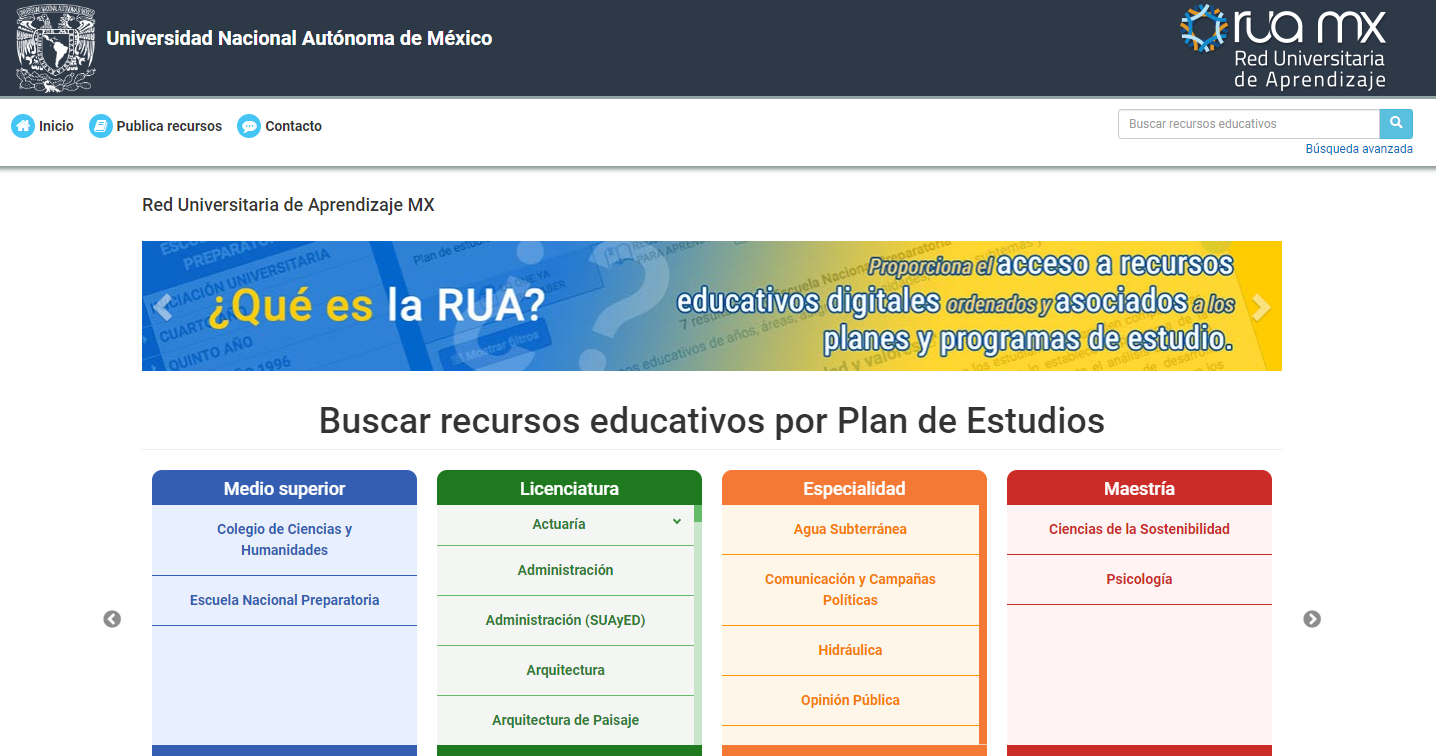 Universidad Nacional Autónoma de México
rua mx
Red Universitaria
de Aprendizaje
Inicio
Publica recursos
Contacto
Buscar recursos educativos
Búsqueda avanzada
Red Universitaria de Aprendizaje MX
¿Qué es la RUA?
Proporciona el acceso a recursos
educativos digitales ordenados y asociados a los
planes y programas de estudio.
Buscar recursos educativos por Plan de Estudios
Medio superior
Colegio de Ciencias y
Humanidades
Escuela Nacional Preparatoria
Licenciatura
Actuaría
Administración
Administración (SUAyED)
Arquitectura
Arquitectura de Paisaje
Especialidad
Agua Subterránea
Comunicación y Campañas
Políticas
Hidráulica
Opinión Pública
Maestría
Ciencias de la Sostenibilidad
Psicología